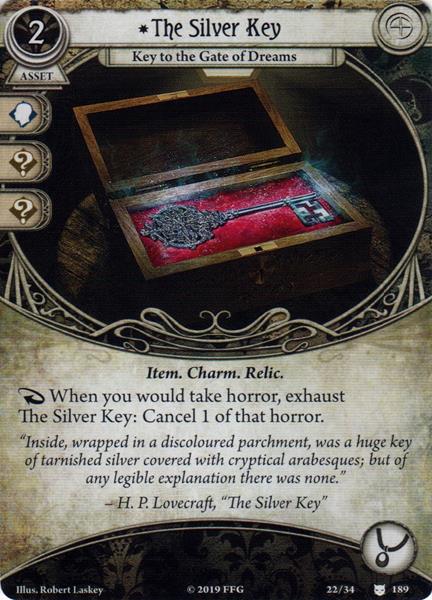 2
The Silver Key
ASSET
Key to the Gate of Dreams
?
?
Item. Charm. Relic.
When you would take horror, exhaust
The Silver Key: Cancel 1 of that horror.
“Inside, wrapped in a discoloured parchment, was a huge key
of tarnished silver covered with cryptical arabesques; but of
any legible explanation there was none.”
– H. P. Lovecraft, “The Silver Key”
Illus. Robert Laskey
© 2019 FFG
22/34
189